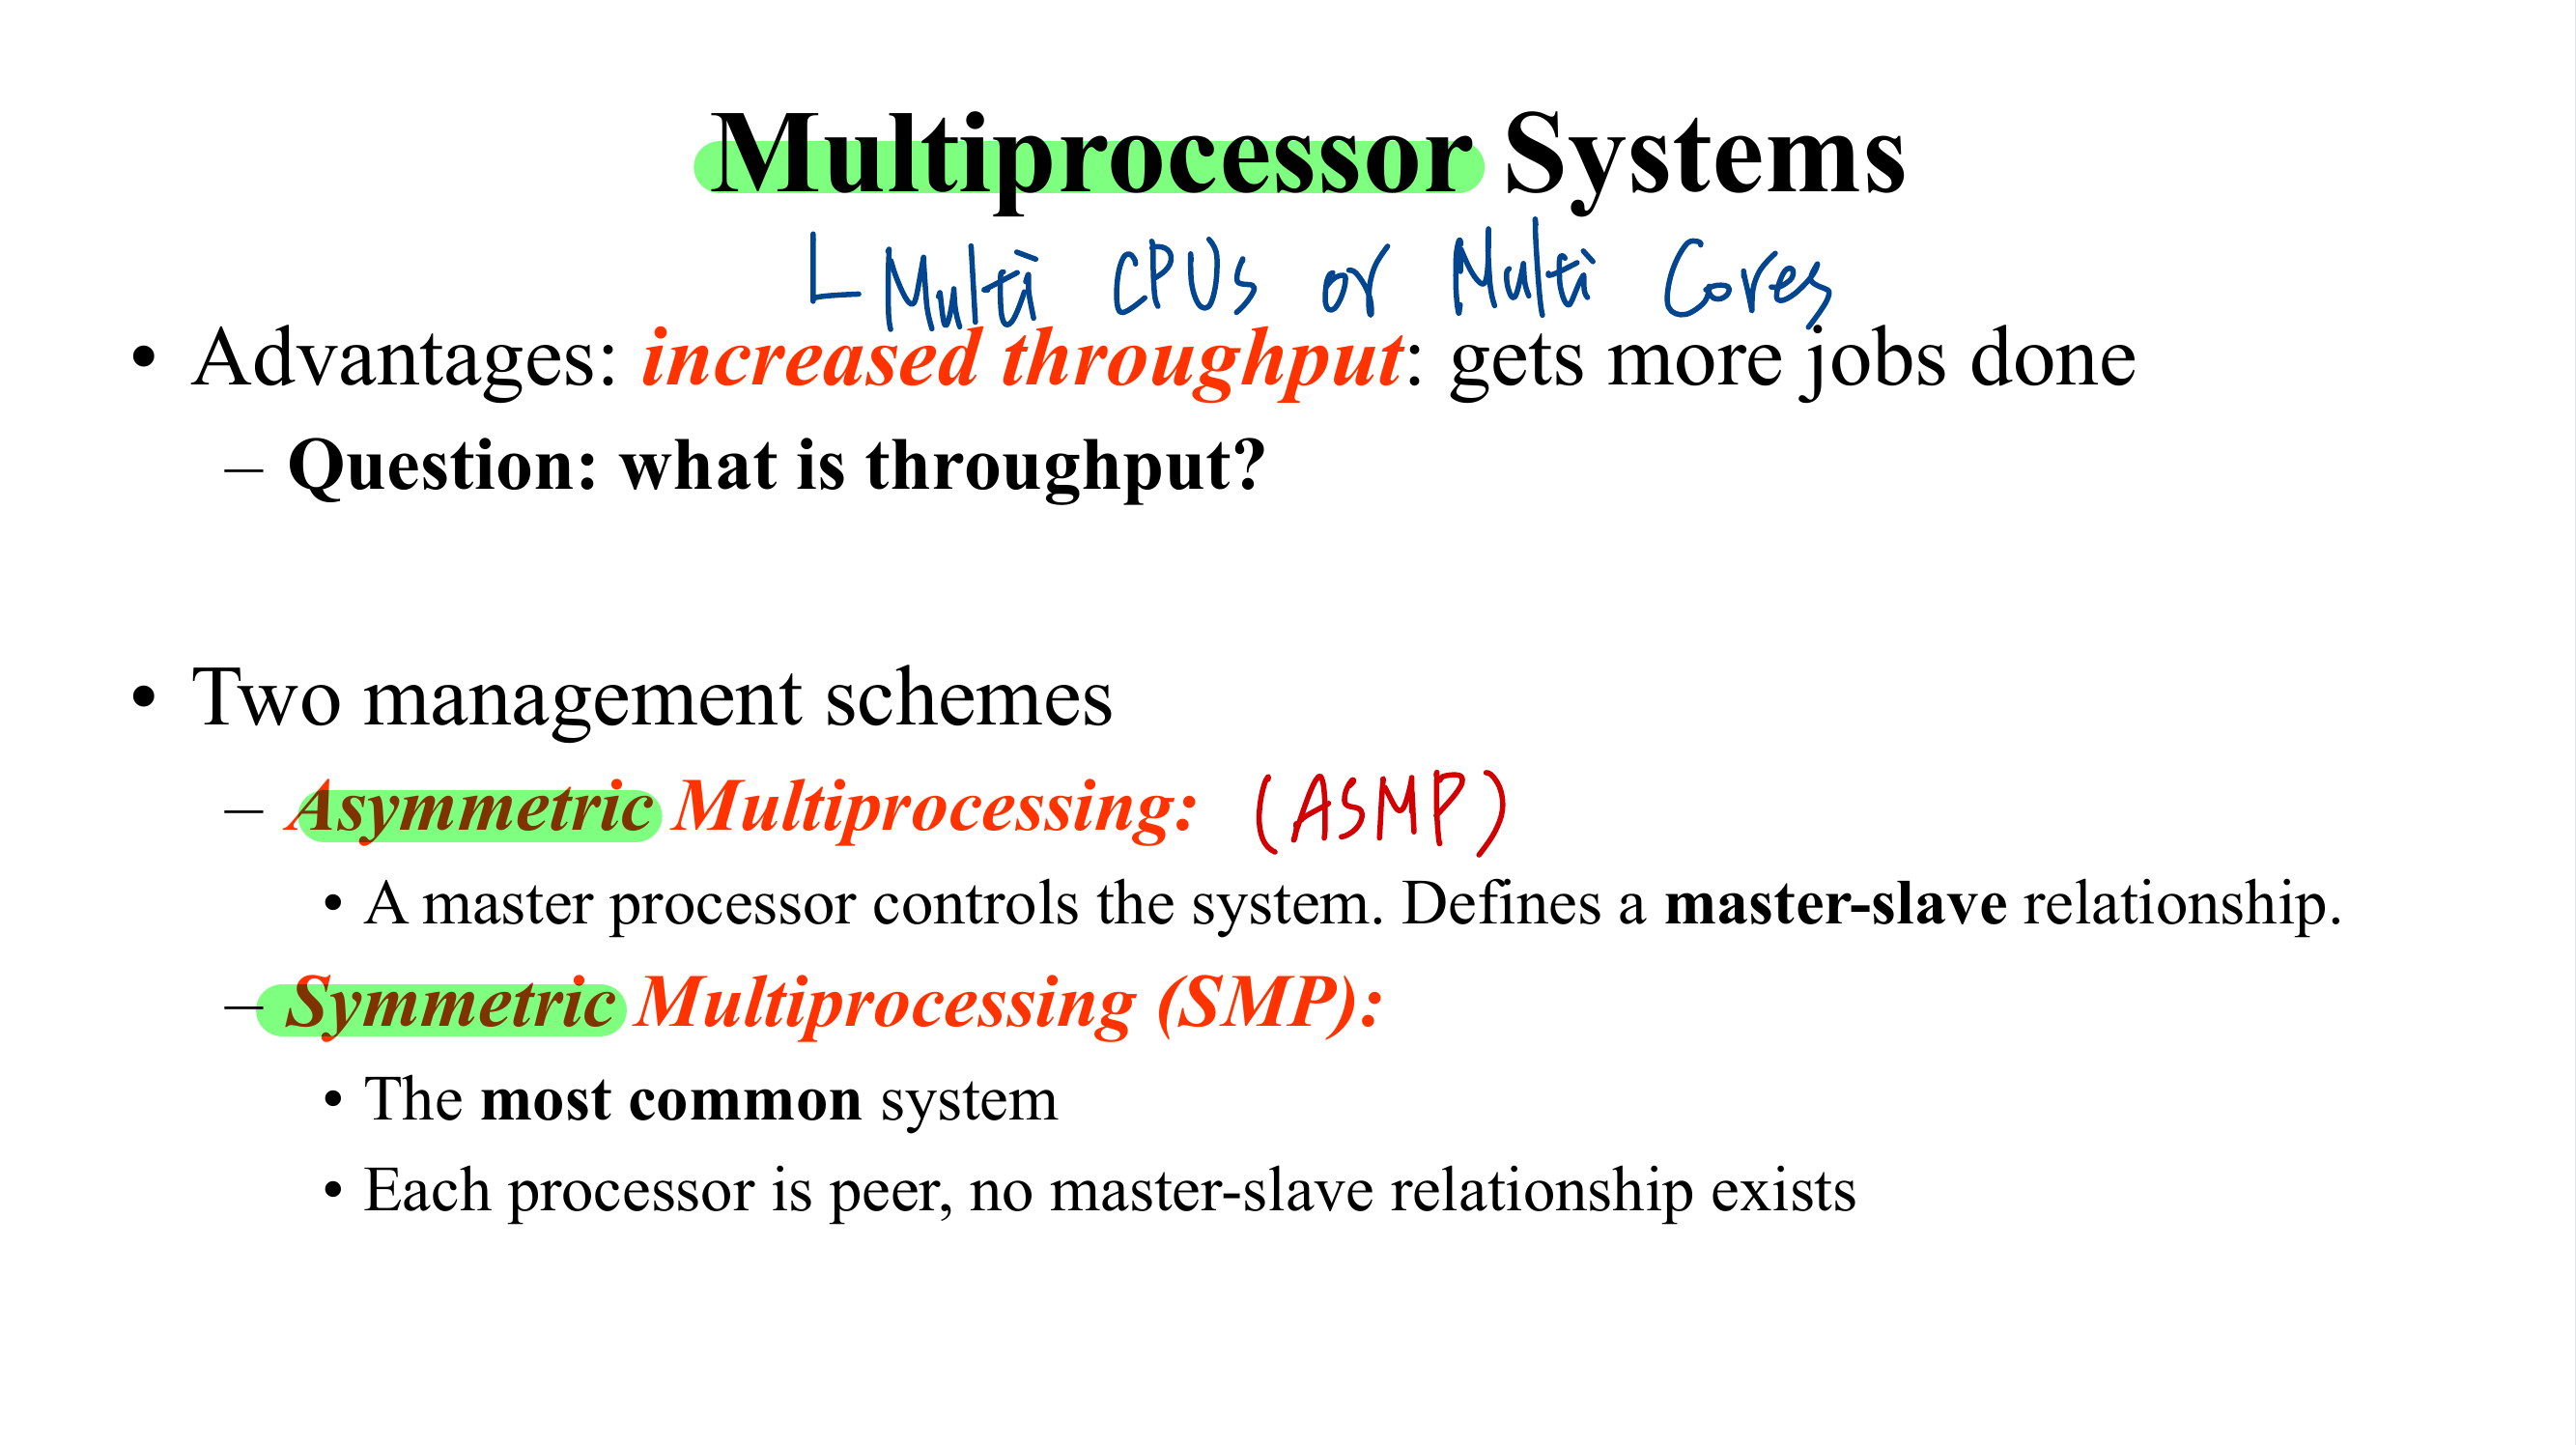 Multiprocessor Systems
Multi CPUs or Multi Cores
• Advantages: increased throughput: gets more jobs done
– Question: what is throughput?
• Two management schemes
– Asymmetric Multiprocessing: (ASMP)
• A master processor controls the system. Defines a master-slave relationship.
– Symmetric Multiprocessing (SMP):
• The most common system
• Each processor is peer, no master-slave relationship exists